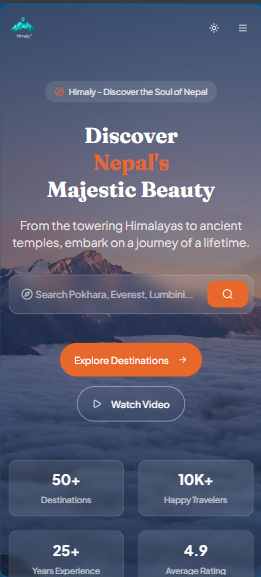 Himaly
Himaly - Discover the Soul of Nepal
Discover
Nepal's
Majestic Beauty
From the towering Himalayas to ancient
temples, embark on a journey of a lifetime.
Search Pokhara, Everest, Lumbini...
Explore Destinations →
Watch Video
50+
10K+
Destinations
Happy Travelers
25+
4.9
Years Experience
Average Rating